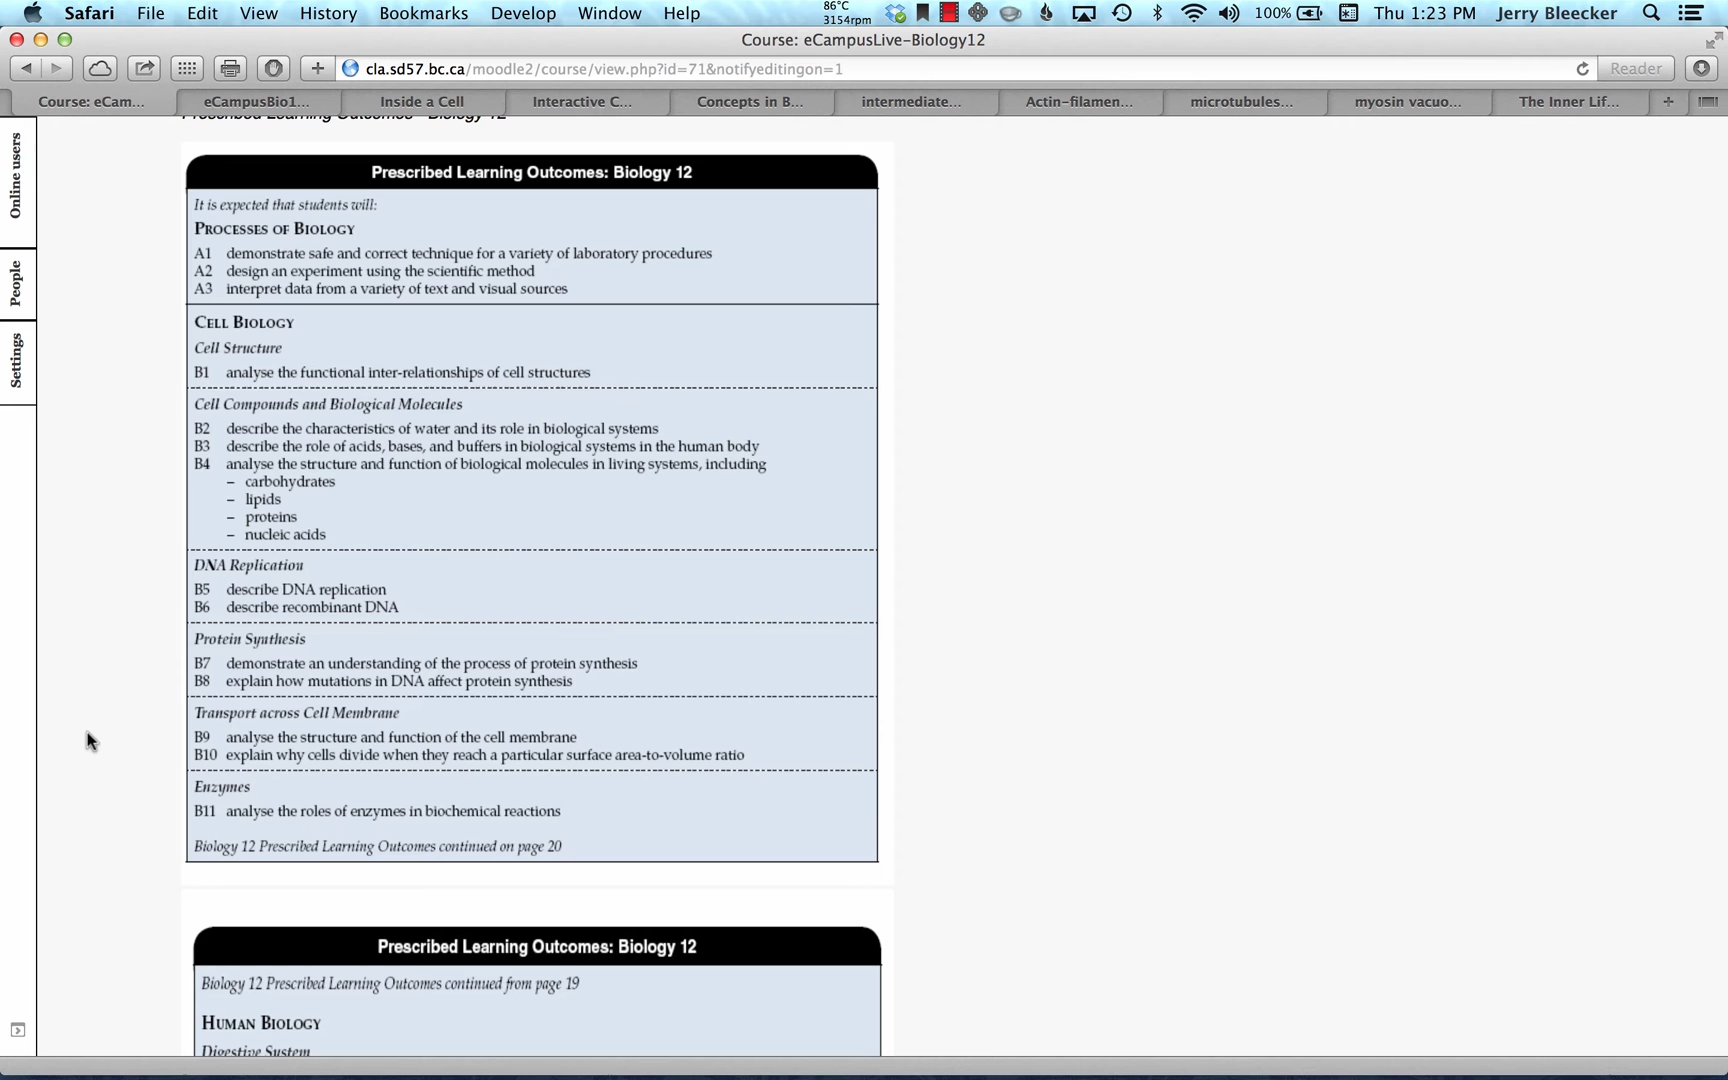 Safari File Edit View History Bookmarks Develop Window Help 86°C 3154rpm 100% Thu 1:23 PM Jerry Bleecker
Course: eCampusLive-Biology12
cla.sd57.bc.ca/moodle2/course/view.php?id=71&notifyeditingon=1 Reader
Course: eCam... eCampusBio1... Inside a Cell Interactive C... Concepts in B... intermediate... Actin-filamen... microtubules... myosin vacuo... The Inner Lif...
Online users
People
Settings
Prescribed Learning Outcomes - Biology 12
Prescribed Learning Outcomes: Biology 12
It is expected that students will:
PROCESSES OF BIOLOGY
A1 demonstrate safe and correct technique for a variety of laboratory procedures
A2 design an experiment using the scientific method
A3 interpret data from a variety of text and visual sources
CELL BIOLOGY
Cell Structure
B1 analyse the functional inter-relationships of cell structures
Cell Compounds and Biological Molecules
B2 describe the characteristics of water and its role in biological systems
B3 describe the role of acids, bases, and buffers in biological systems in the human body
B4 analyse the structure and function of biological molecules in living systems, including
– carbohydrates
– lipids
– proteins
– nucleic acids
DNA Replication
B5 describe DNA replication
B6 describe recombinant DNA
Protein Synthesis
B7 demonstrate an understanding of the process of protein synthesis
B8 explain how mutations in DNA affect protein synthesis
Transport across Cell Membrane
B9 analyse the structure and function of the cell membrane
B10 explain why cells divide when they reach a particular surface area-to-volume ratio
Enzymes
B11 analyse the roles of enzymes in biochemical reactions
Biology 12 Prescribed Learning Outcomes continued on page 20
Prescribed Learning Outcomes: Biology 12
Biology 12 Prescribed Learning Outcomes continued from page 19
HUMAN BIOLOGY
Digestive System